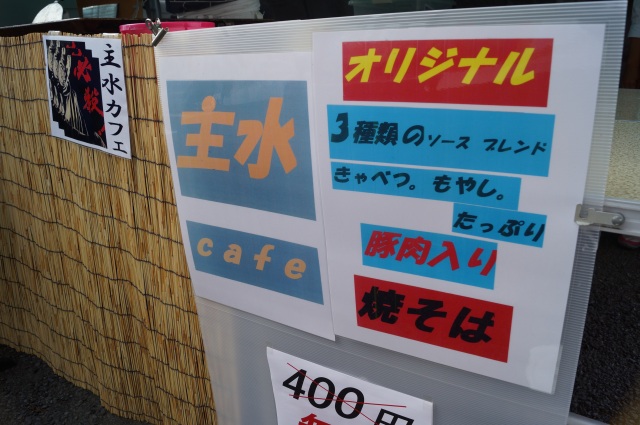 主水カフェ
主水
cafe
オリジナル
3種類のソース ブレンド
きゃべつ。もやし。
たっぷり
豚肉入り
焼そば
400円